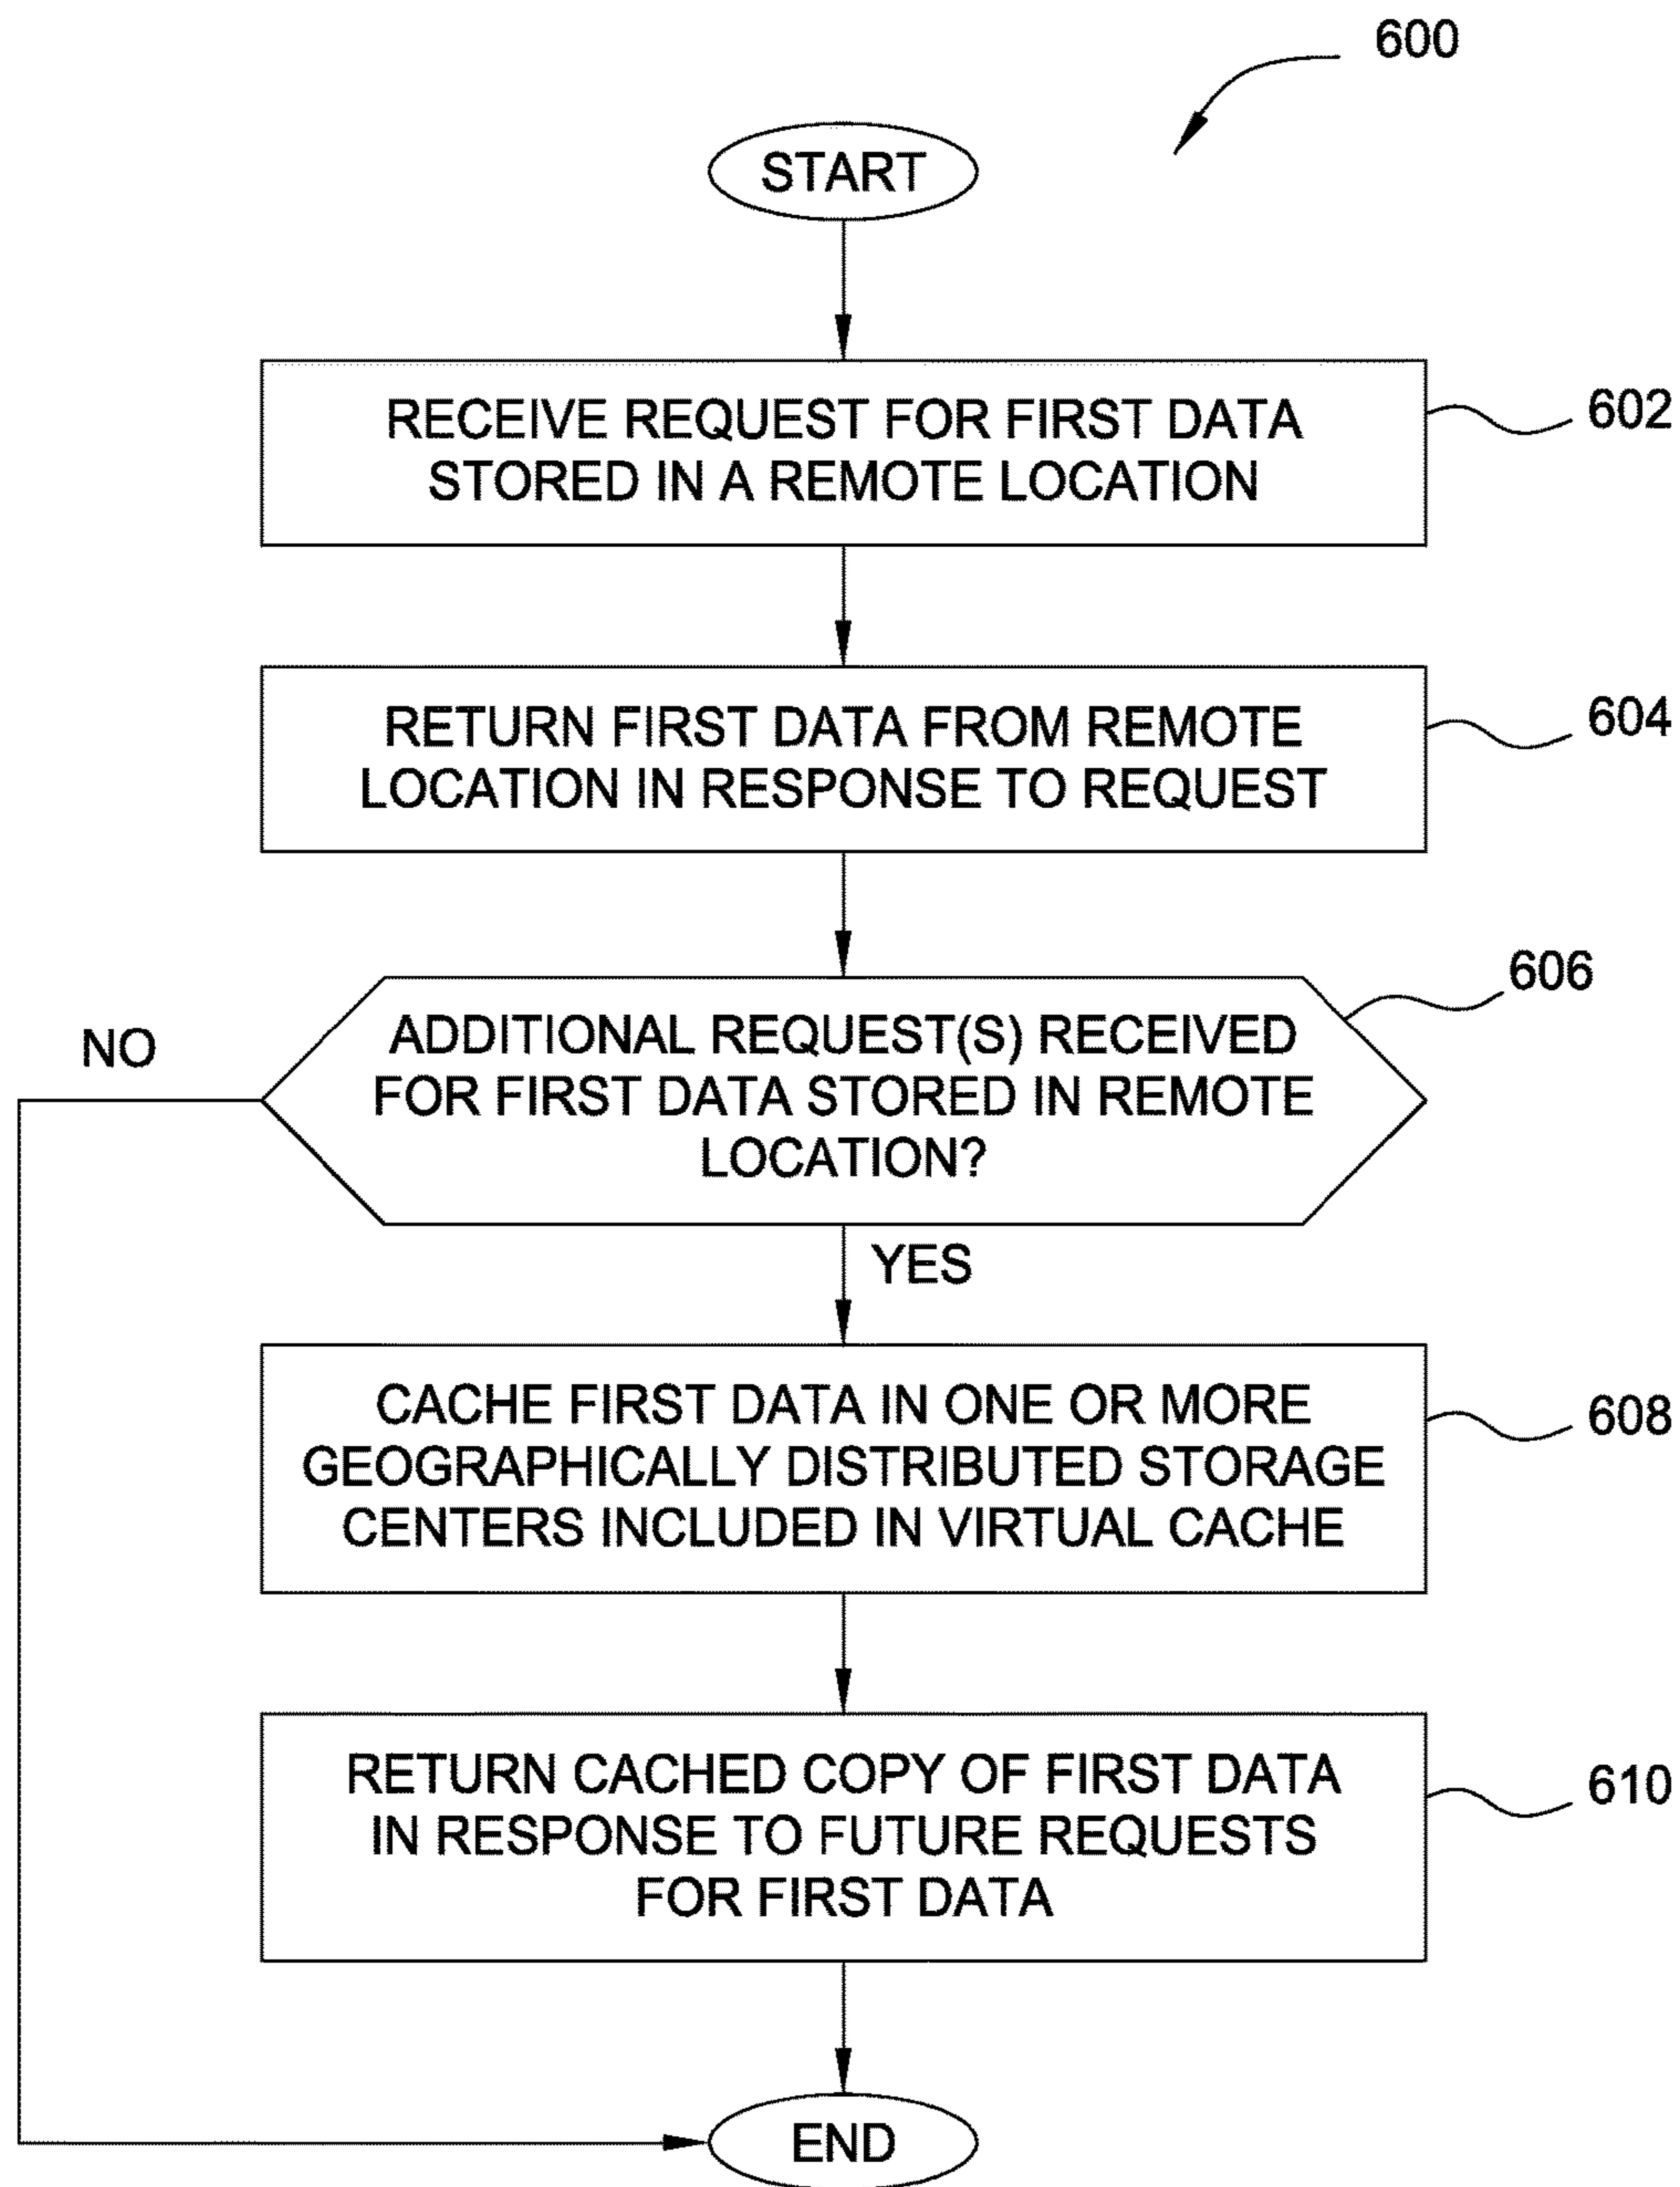 600
START
RECEIVE REQUEST FOR FIRST DATA
STORED IN A REMOTE LOCATION
602
RETURN FIRST DATA FROM REMOTE
LOCATION IN RESPONSE TO REQUEST
604
606
NO
ADDITIONAL REQUEST(S) RECEIVED
FOR FIRST DATA STORED IN REMOTE
LOCATION?
YES
CACHE FIRST DATA IN ONE OR MORE
GEOGRAPHICALLY DISTRIBUTED STORAGE
CENTERS INCLUDED IN VIRTUAL CACHE
608
RETURN CACHED COPY OF FIRST DATA
IN RESPONSE TO FUTURE REQUESTS
FOR FIRST DATA
610
END